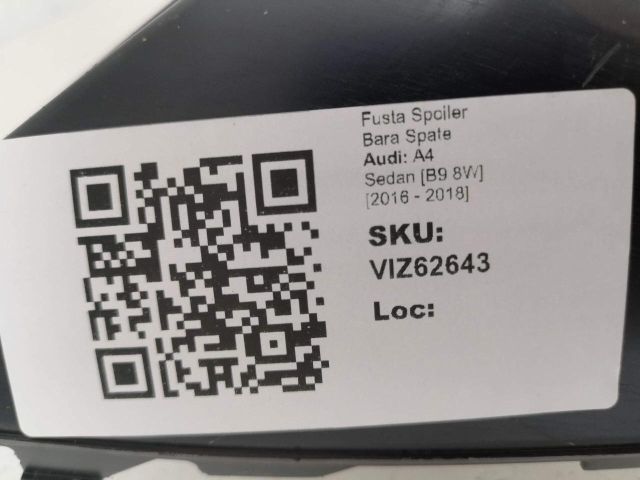 Fusta Spoiler
Bara Spate
Audi: A4
Sedan [B9 8W]
[2016 - 2018]
SKU:
VIZ62643
Loc: